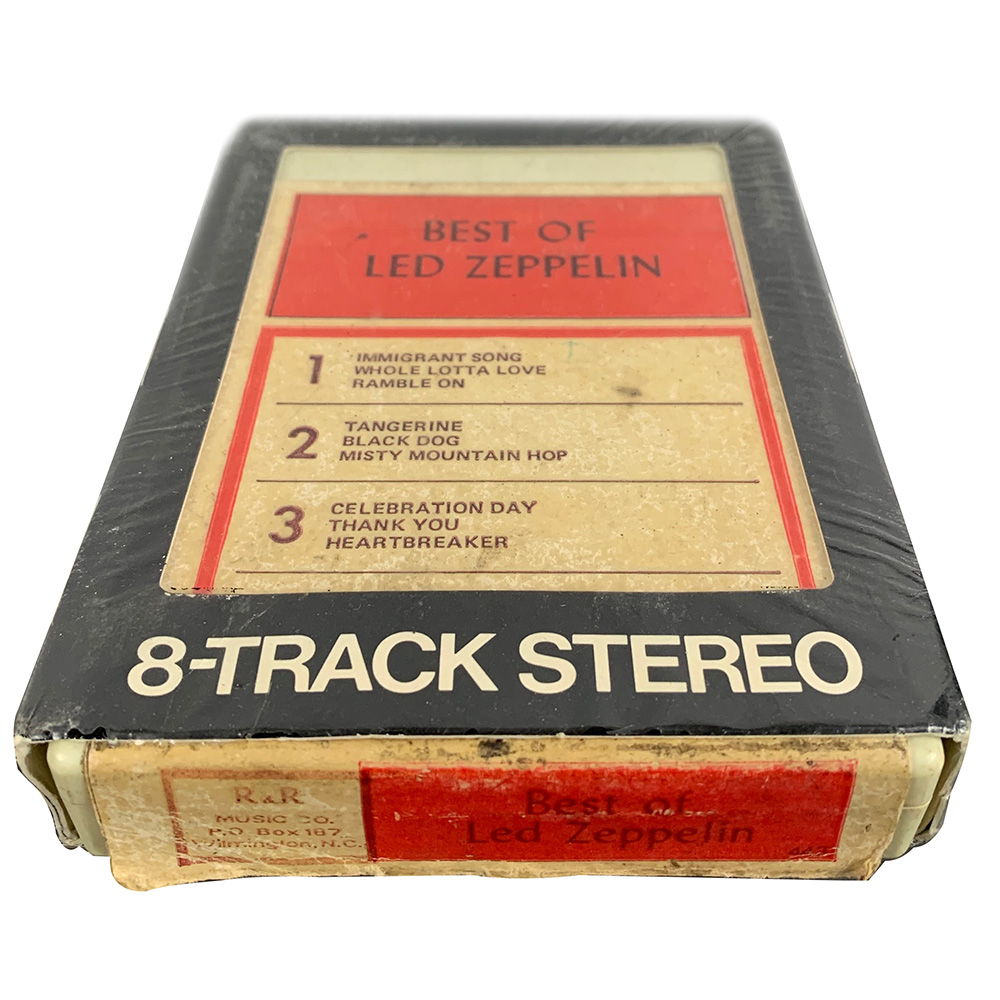 BEST OF
LED ZEPPELIN
1 IMMIGRANT SONG
WHOLE LOTTA LOVE
RAMBLE ON
2 TANGERINE
BLACK DOG
MISTY MOUNTAIN HOP
3 CELEBRATION DAY
THANK YOU
HEARTBREAKER
8-TRACK STEREO
R & R
MUSIC CO.
P.O. Box 187
Wilmington, N.C.
Best of
Led Zeppelin